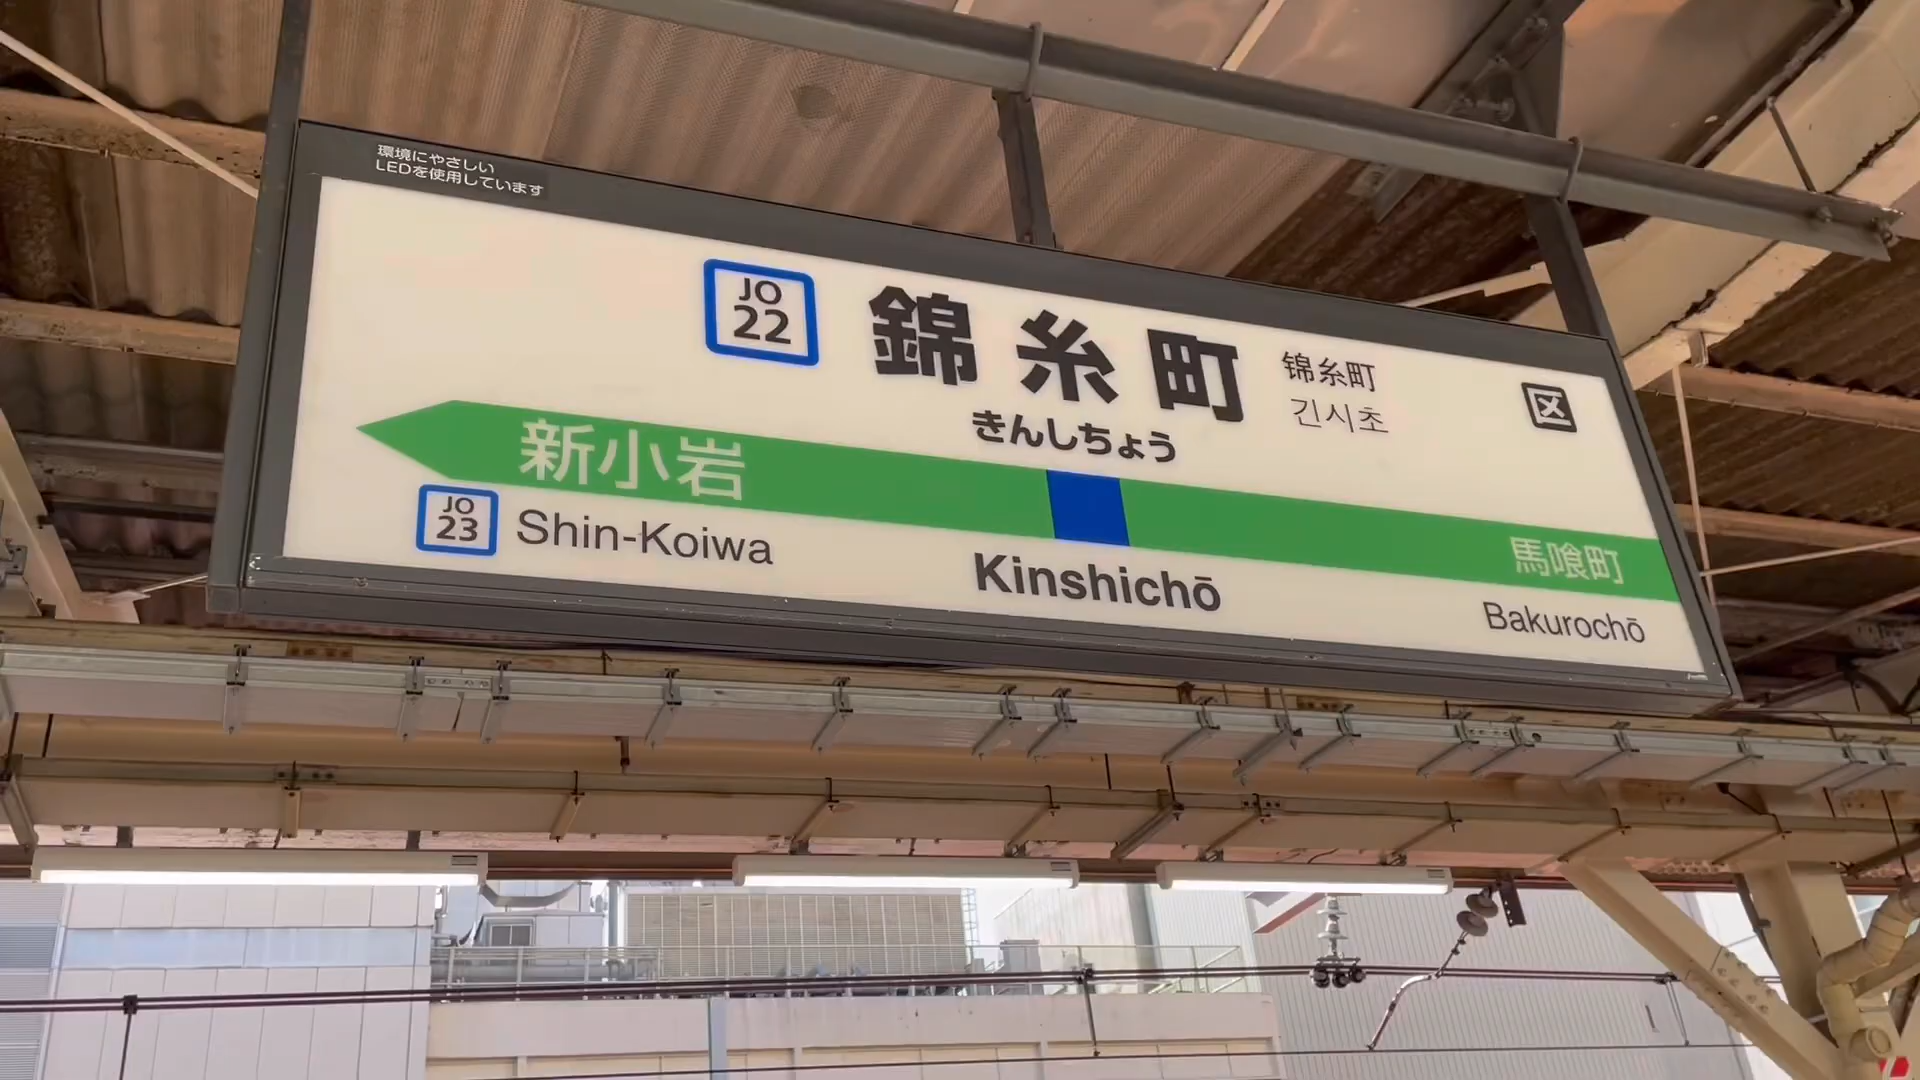 環境にやさしい
LEDを使用しています
JO
22
錦糸町
锦糸町
긴시초
区
きんしちょう
新小岩
馬喰町
JO
23
Shin-Koiwa
Kinshichō
Bakurochō